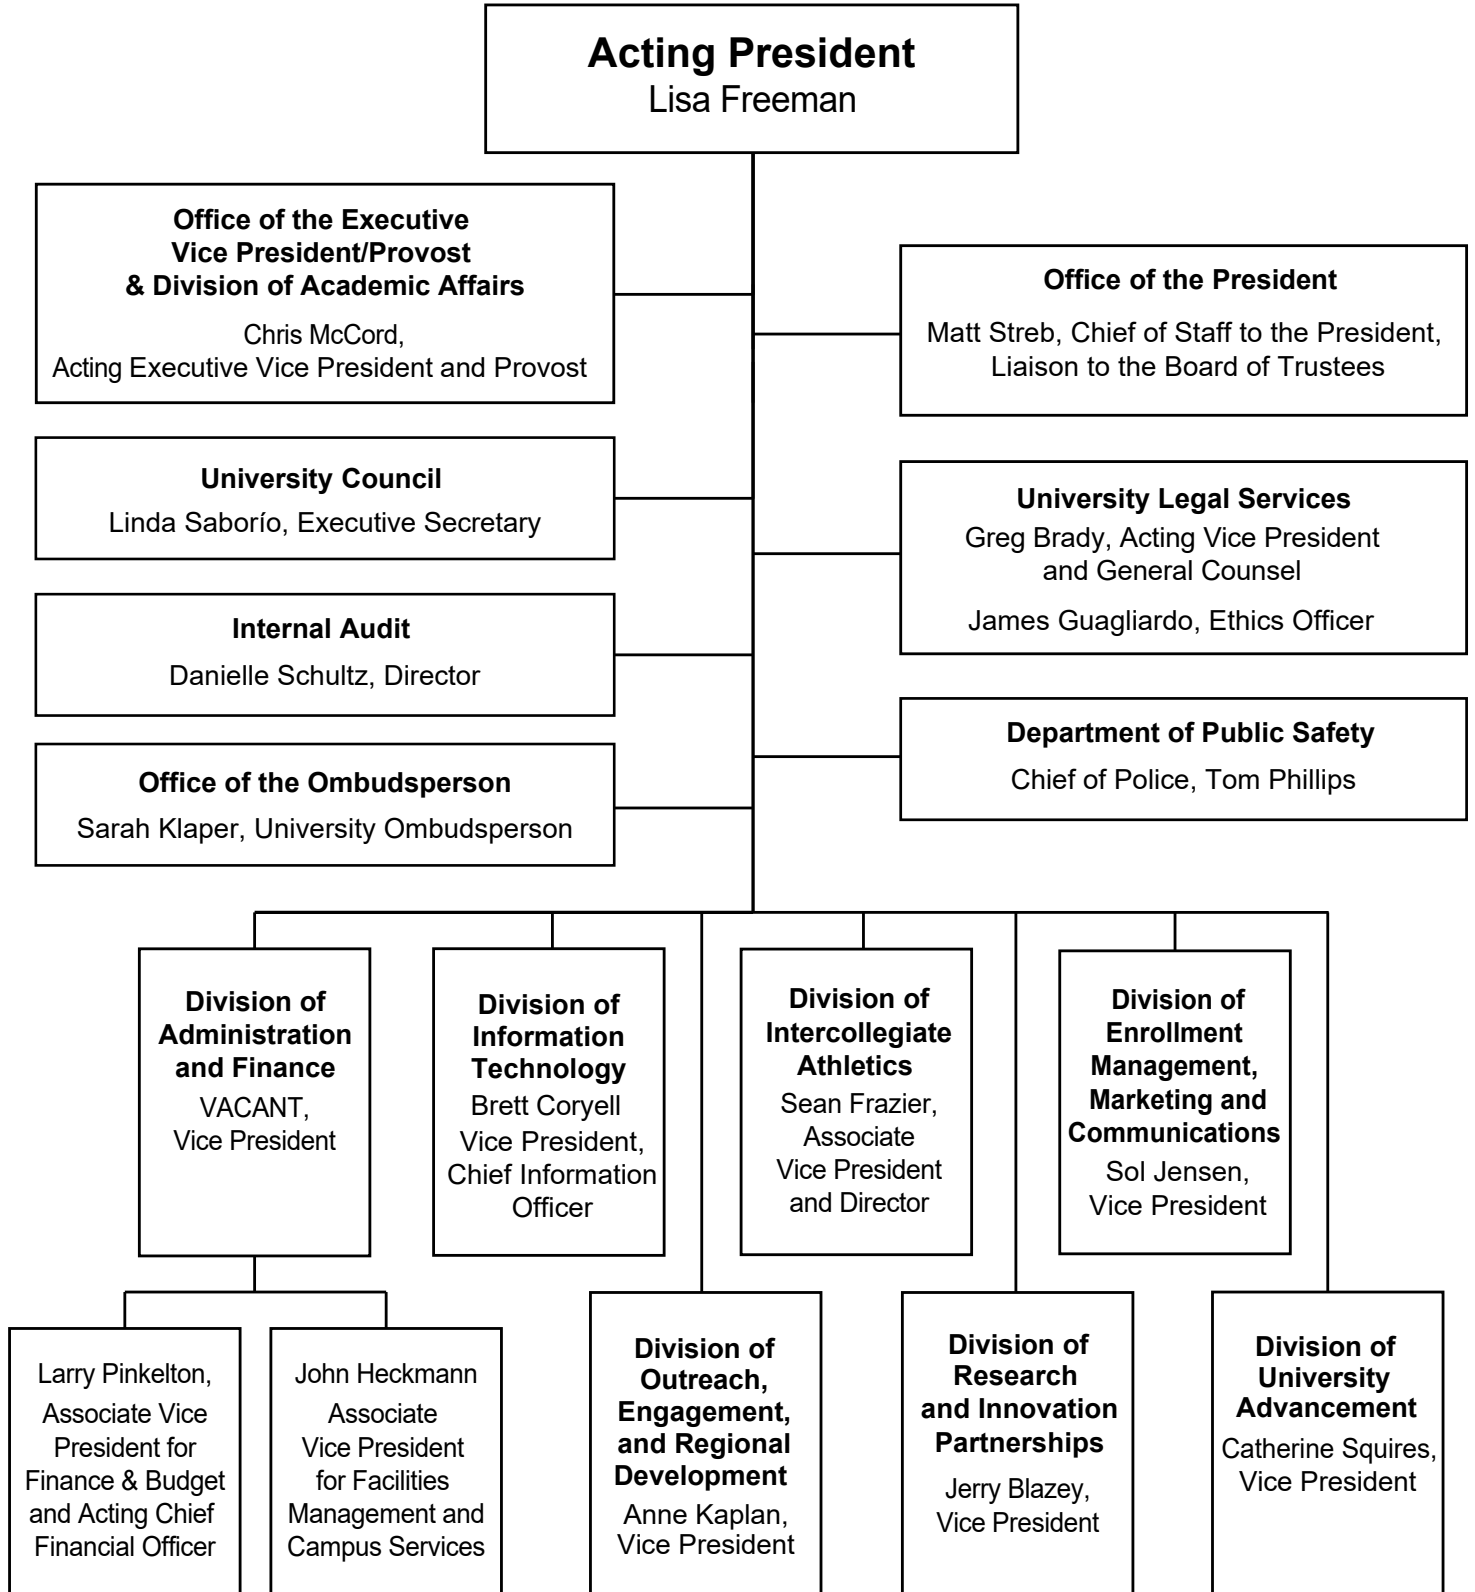 Acting President
Lisa Freeman
Office of the Executive
Vice President/Provost
& Division of Academic Affairs
Chris McCord,
Acting Executive Vice President and Provost
Office of the President
Matt Streb, Chief of Staff to the President,
Liaison to the Board of Trustees
University Council
Linda Saborío, Executive Secretary
University Legal Services
Greg Brady, Acting Vice President
and General Counsel
James Guagliardo, Ethics Officer
Internal Audit
Danielle Schultz, Director
Department of Public Safety
Chief of Police, Tom Phillips
Office of the Ombudsperson
Sarah Klaper, University Ombudsperson
Division of
Administration
and Finance
VACANT,
Vice President
Division of
Information
Technology
Brett Coryell
Vice President,
Chief Information
Officer
Division of
Intercollegiate
Athletics
Sean Frazier,
Associate
Vice President
and Director
Division of
Enrollment
Management,
Marketing and
Communications
Sol Jensen,
Vice President
Larry Pinkelton,
Associate Vice
President for
Finance & Budget
and Acting Chief
Financial Officer
John Heckmann
Associate
Vice President
for Facilities
Management and
Campus Services
Division of
Outreach,
Engagement,
and Regional
Development
Anne Kaplan,
Vice President
Division of
Research
and Innovation
Partnerships
Jerry Blazey,
Vice President
Division of
University
Advancement
Catherine Squires,
Vice President